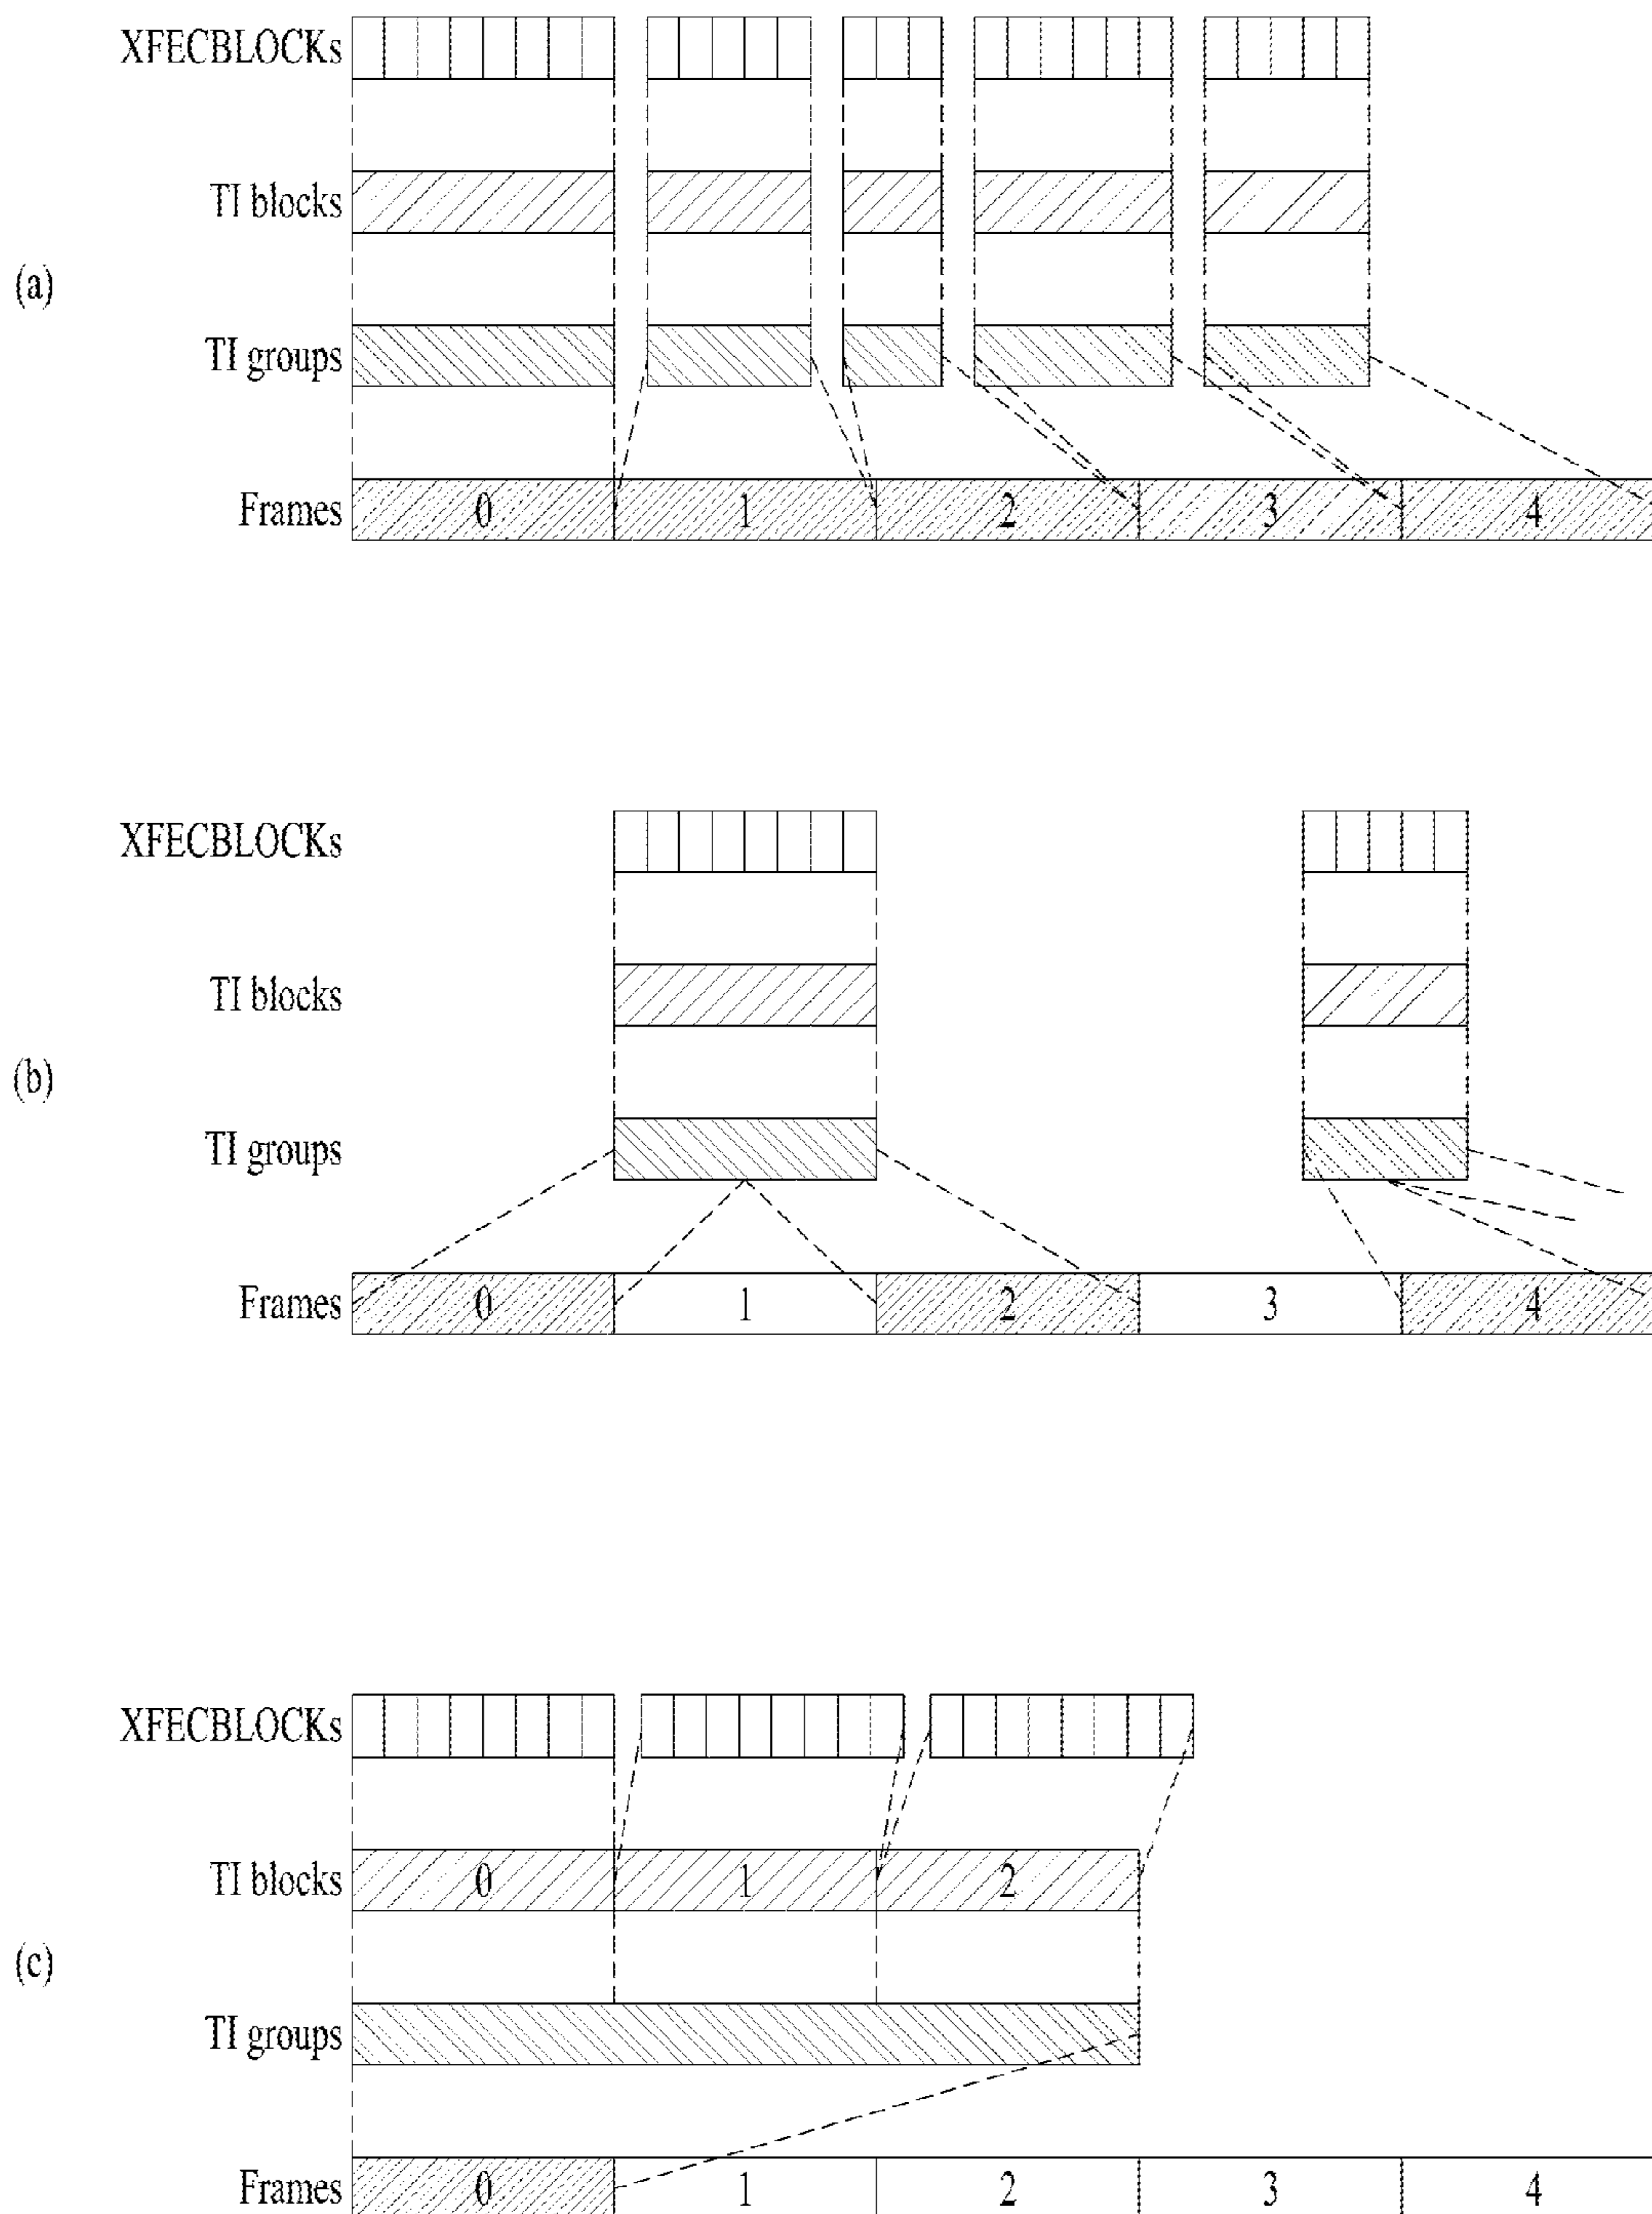 XFECBLOCKs
TI blocks
(a)
TI groups
Frames 0 1 2 3 4
XFECBLOCKs
TI blocks
(b)
TI groups
Frames 0 1 2 3 4
XFECBLOCKs
TI blocks 0 1 2
(c)
TI groups
Frames 0 1 2 3 4